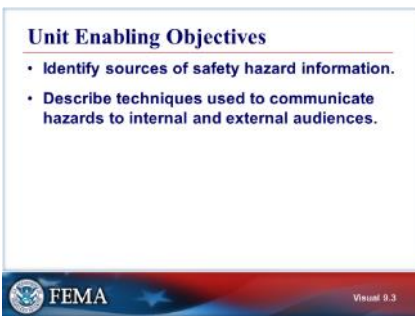 Unit Enabling Objectives
• Identify sources of safety hazard information.
• Describe techniques used to communicate
hazards to internal and external audiences.
FEMA
Visual 9.3